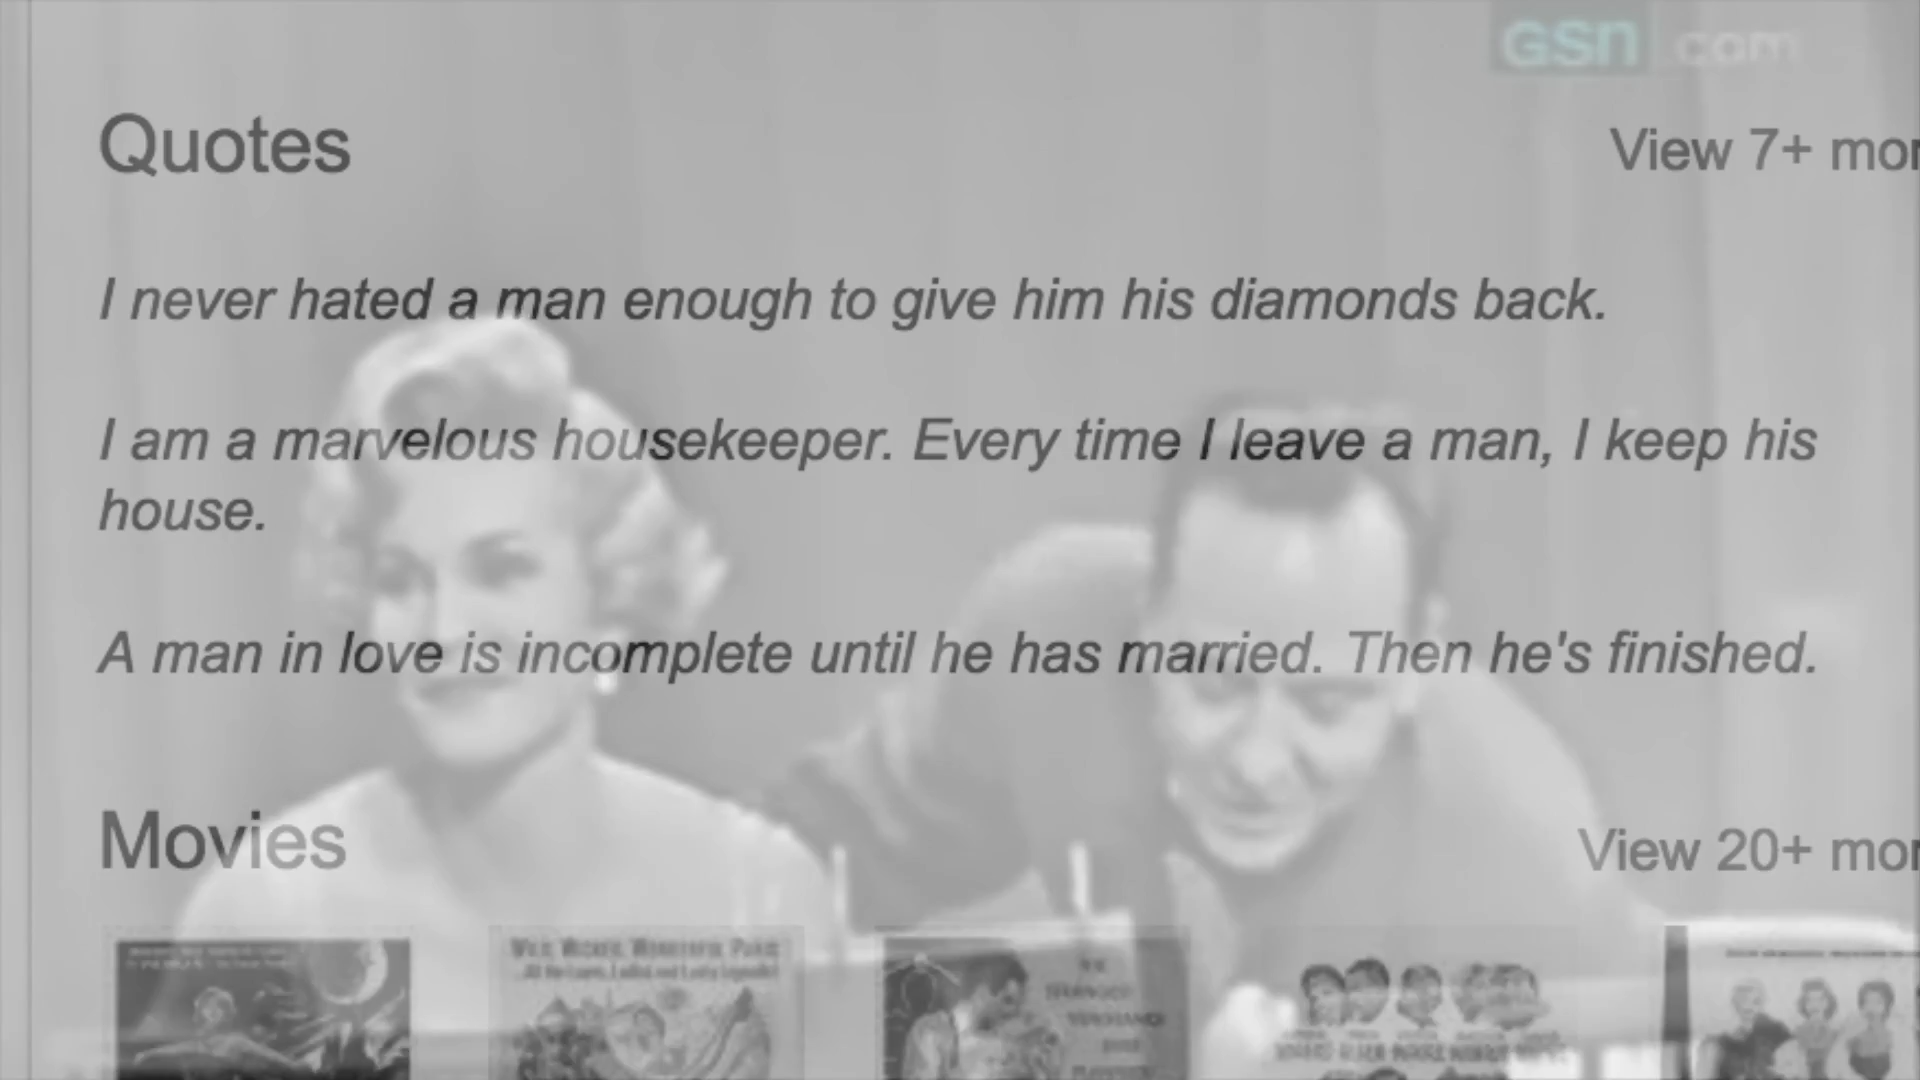 GSN.com
Quotes
View 7+ mor
I never hated a man enough to give him his diamonds back.
I am a marvelous housekeeper. Every time I leave a man, I keep his
house.
A man in love is incomplete until he has married. Then he's finished.
Movies
View 20+ mor